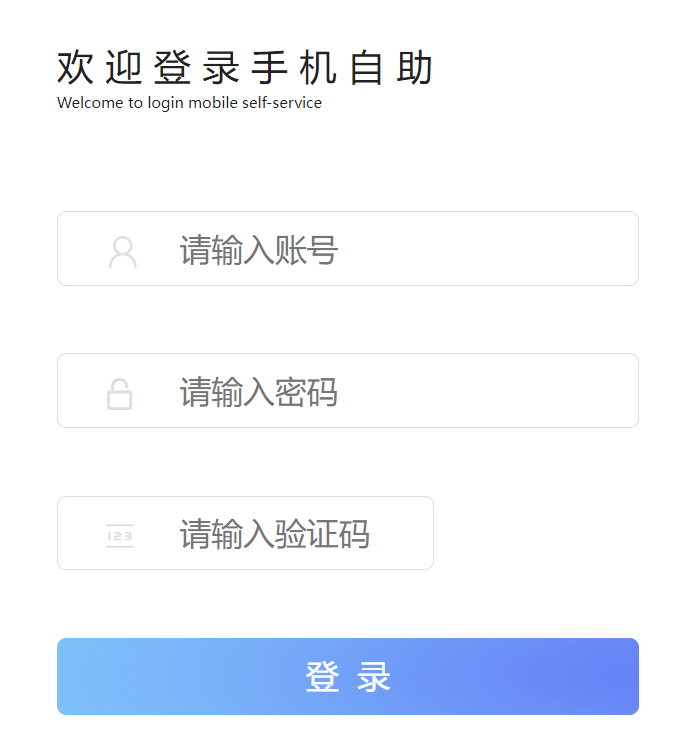 欢迎登录手机自助
Welcome to login mobile self-service
请输入账号
请输入密码
123 请输入验证码
登录